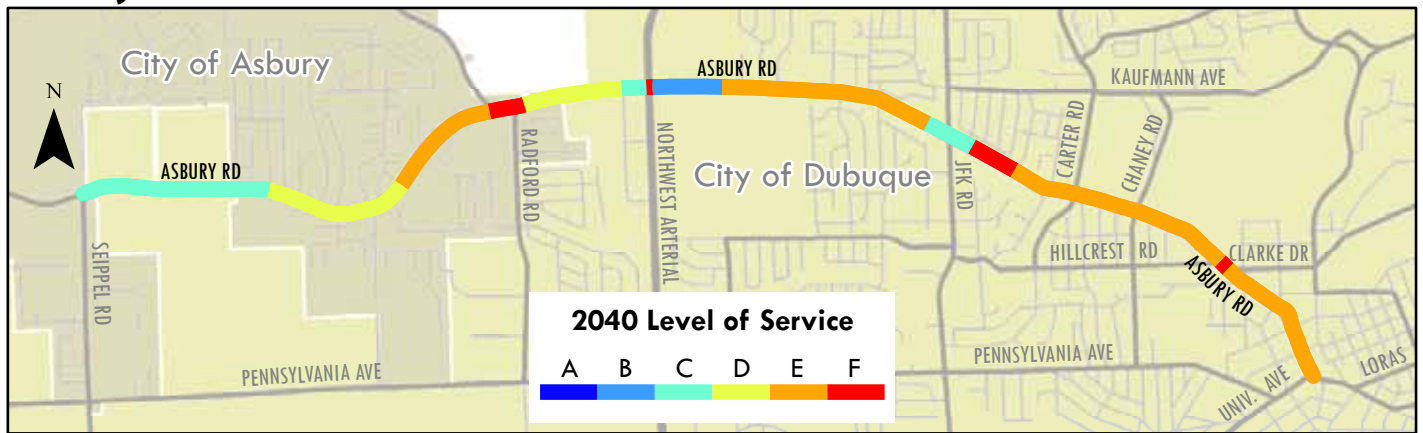 City of Asbury
N
ASBURY RD
KAUFMANN AVE
CARTER RD
CHANEY RD
RADFORD RD
NORTHWEST ARTERIAL
City of Dubuque
JFK RD
ASBURY RD
SEIPPEL RD
HILLCREST RD
CLARKE DR
ASBURY RD
2040 Level of Service
A B C D E F
PENNSYLVANIA AVE
PENNSYLVANIA AVE
UNIV. AVE
LORAS